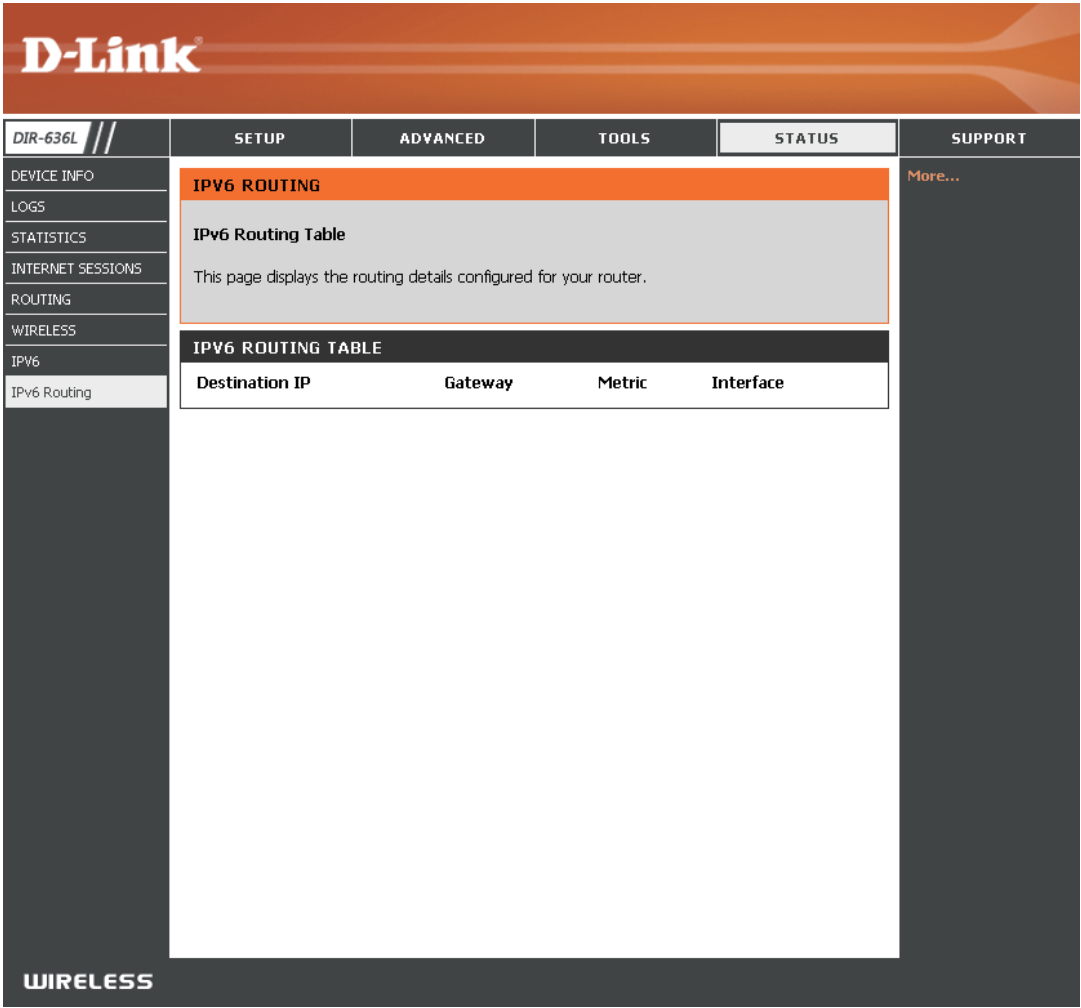 D-Link®
DIR-636L
SETUP
ADVANCED
TOOLS
STATUS
SUPPORT
DEVICE INFO
LOGS
STATISTICS
INTERNET SESSIONS
ROUTING
WIRELESS
IPV6
IPv6 Routing
IPV6 ROUTING
IPv6 Routing Table
This page displays the routing details configured for your router.
IPV6 ROUTING TABLE
Destination IP Gateway Metric Interface
More...
WIRELESS